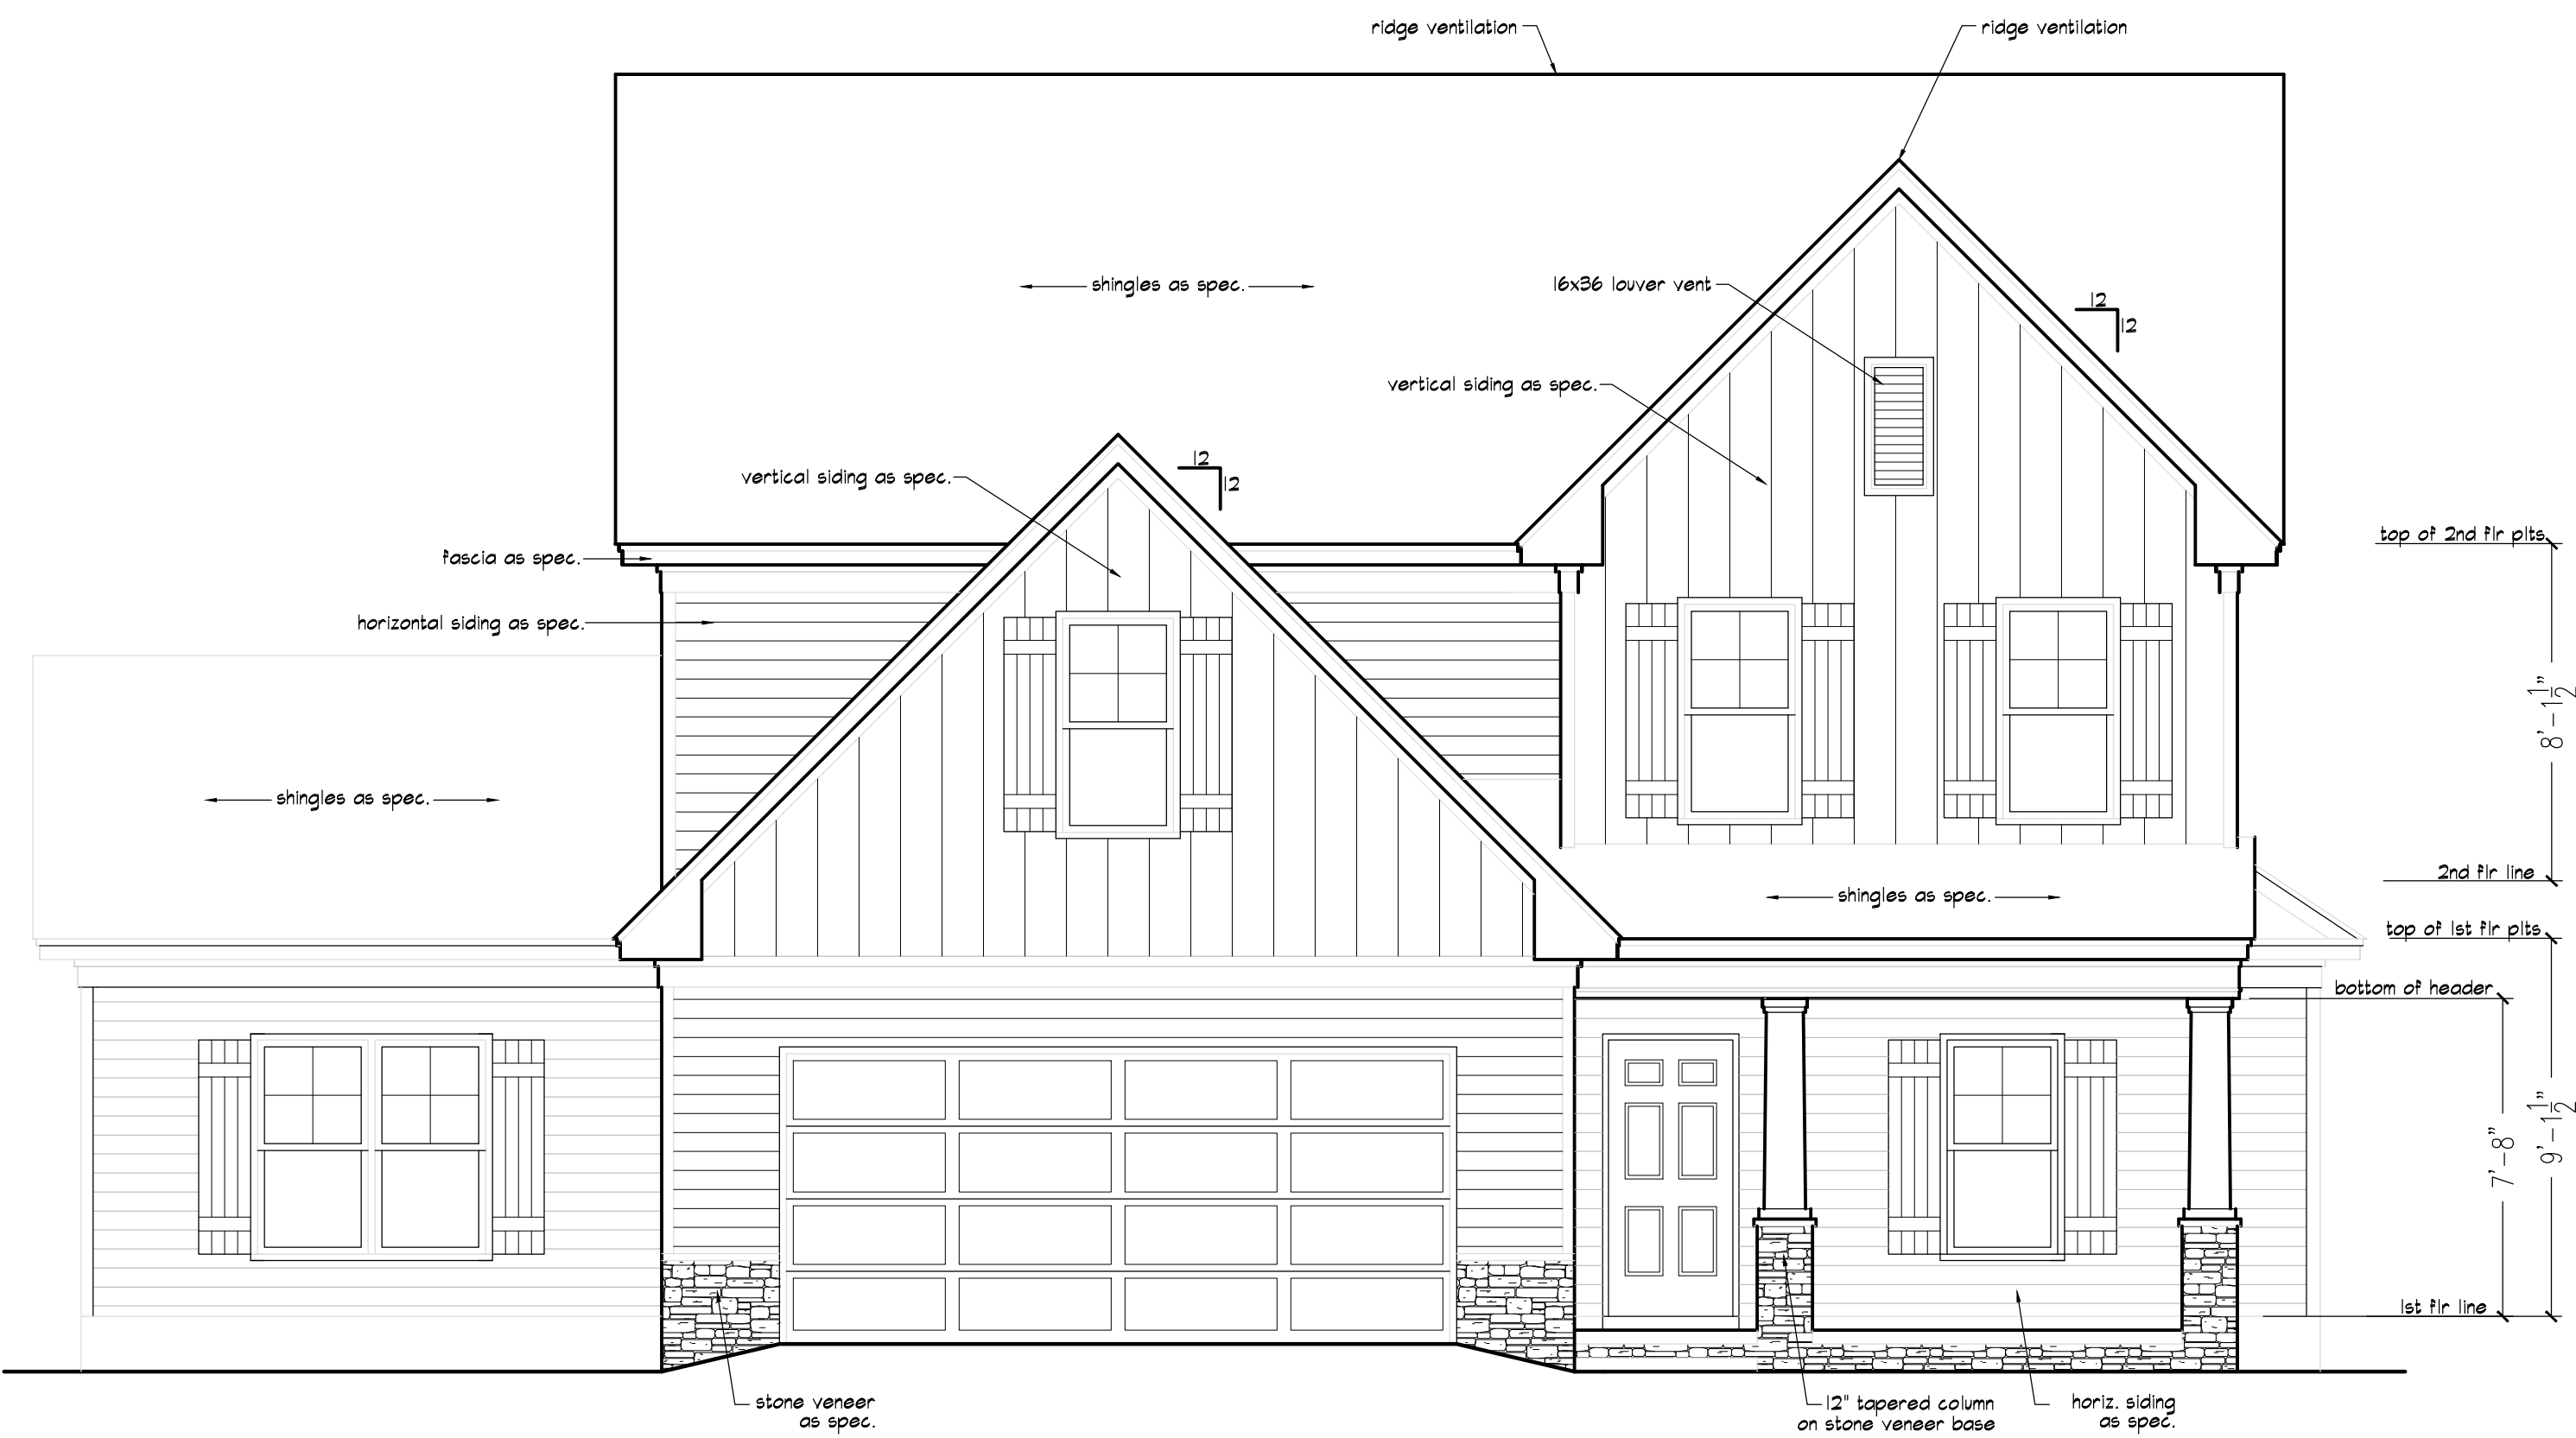 ridge ventilation
ridge ventilation
shingles as spec.
16x36 louver vent
12
12
vertical siding as spec.
12
12
vertical siding as spec.
top of 2nd flr plts
fascia as spec.
horizontal siding as spec.
8'-1 1/2"
shingles as spec.
2nd flr line
shingles as spec.
top of 1st flr plts
bottom of header
7'-8"
9'-1 1/2"
1st flr line
stone veneer
as spec.
12" tapered column
on stone veneer base
horiz. siding
as spec.